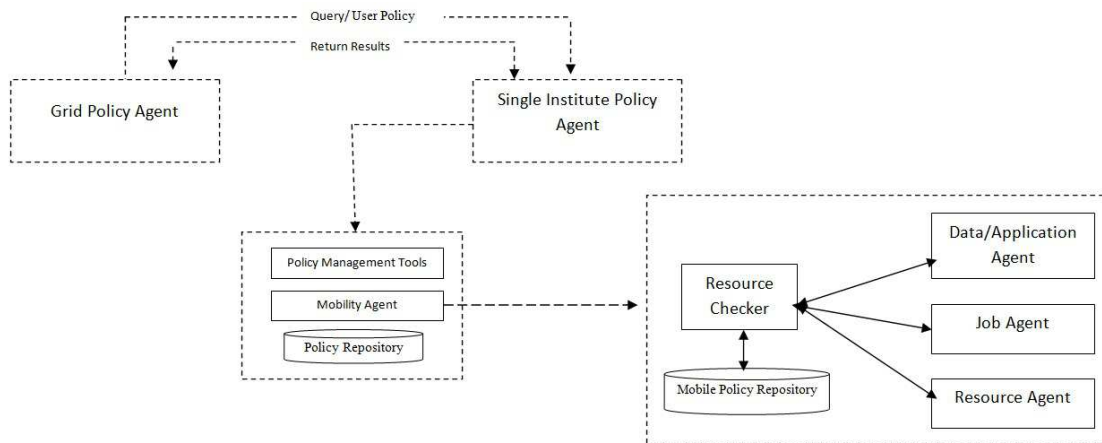 Query/ User Policy
Return Results
Grid Policy Agent
Single Institute Policy
Agent
Policy Management Tools
Mobility Agent
Policy Repository
Resource
Checker
Mobile Policy Repository
Data/Application
Agent
Job Agent
Resource Agent